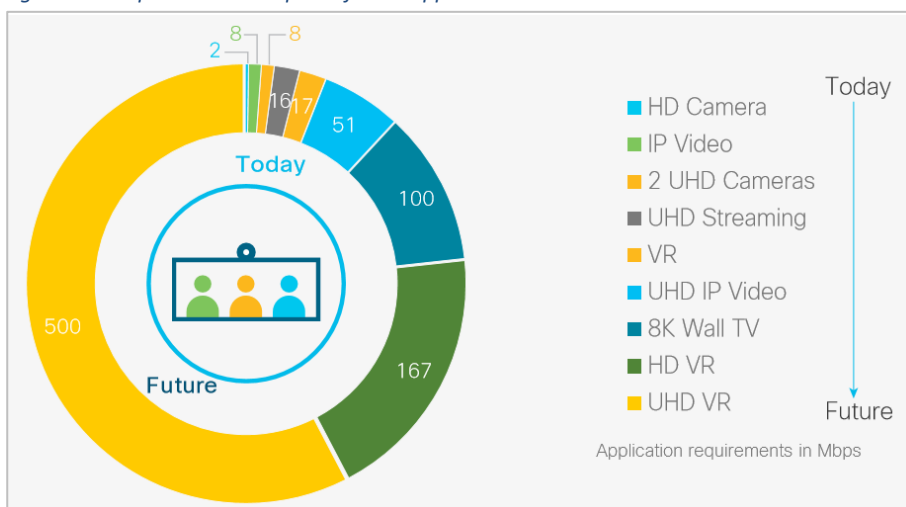 8
8
2
16
17
51
100
167
500
Today
Future
HD Camera
IP Video
2 UHD Cameras
UHD Streaming
VR
UHD IP Video
8K Wall TV
HD VR
UHD VR
Today
Future
Application requirements in Mbps